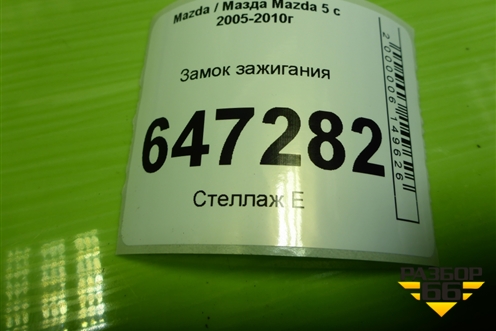 Mazda / Мазда Mazda 5 с
2005-2010г
Замок зажигания
647282
Стеллаж Е
2000006149626
РАЗБОР
66